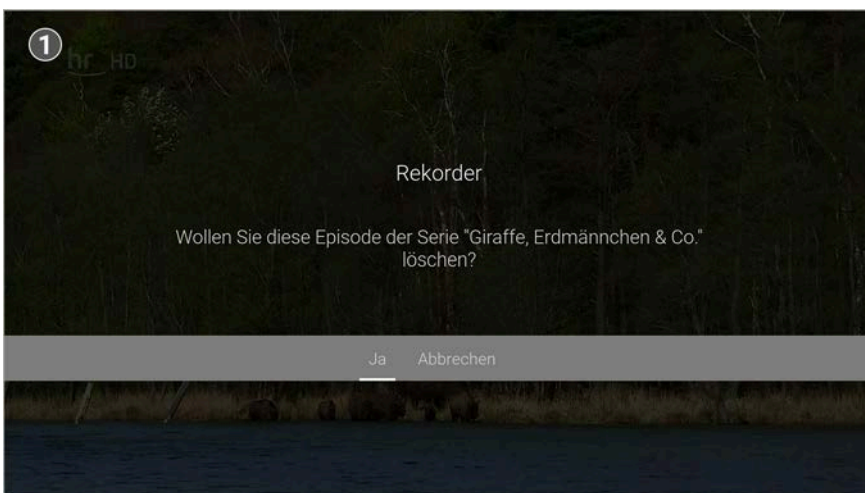 1
hr HD
Rekorder
Wollen Sie diese Episode der Serie "Giraffe, Erdmännchen & Co."
löschen?
Ja Abbrechen